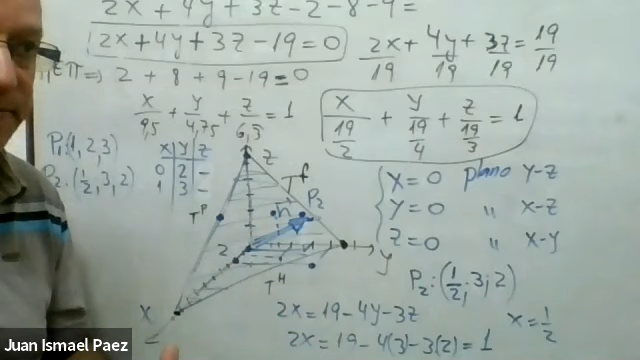 2x+4y+3z-2-8-9=
2x+4y+3z-19=0
2x/19 + 4y/19 + 3z/19 = 19/19
π => 2 + 8 + 9 - 19 = 0
x/9,5 + y/4,75 + z/6,3 = 1
x/(19/2) + y/(19/4) + z/(19/3) = 1
P1:(1,2,3)
P2:(1/2,3,2)
x y z
0 2 -
1 3 -
z
T^f
P2
n
T^P
2
y
T^H
x
x=0 plano y-z
y=0 " x-z
z=0 " x-y
P2:(1/2;3;2)
2x=19-4y-3z
2x=19-4(3)-3(2)=1
x=1/2
Juan Ismael Paez